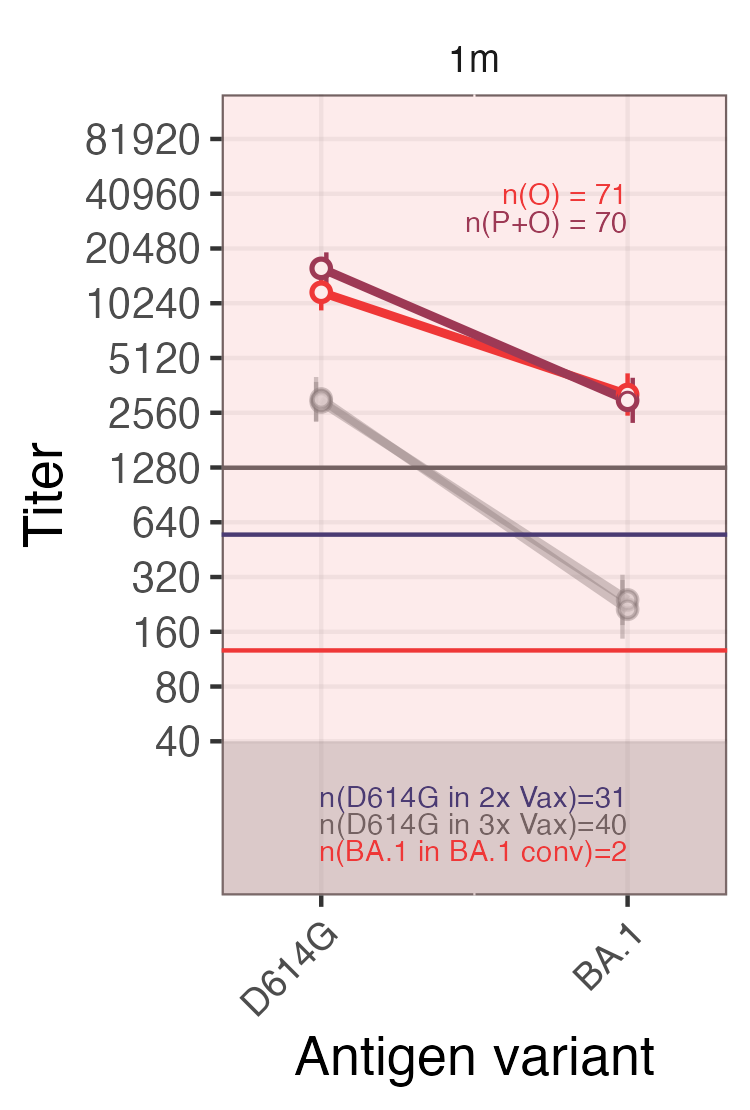 1m
81920
40960
20480
10240
5120
2560
1280
640
320
160
80
40
Titer
n(O) = 71
n(P+O) = 70
n(D614G in 2x Vax)=31
n(D614G in 3x Vax)=40
n(BA.1 in BA.1 conv)=2
D614G
BA.1
Antigen variant